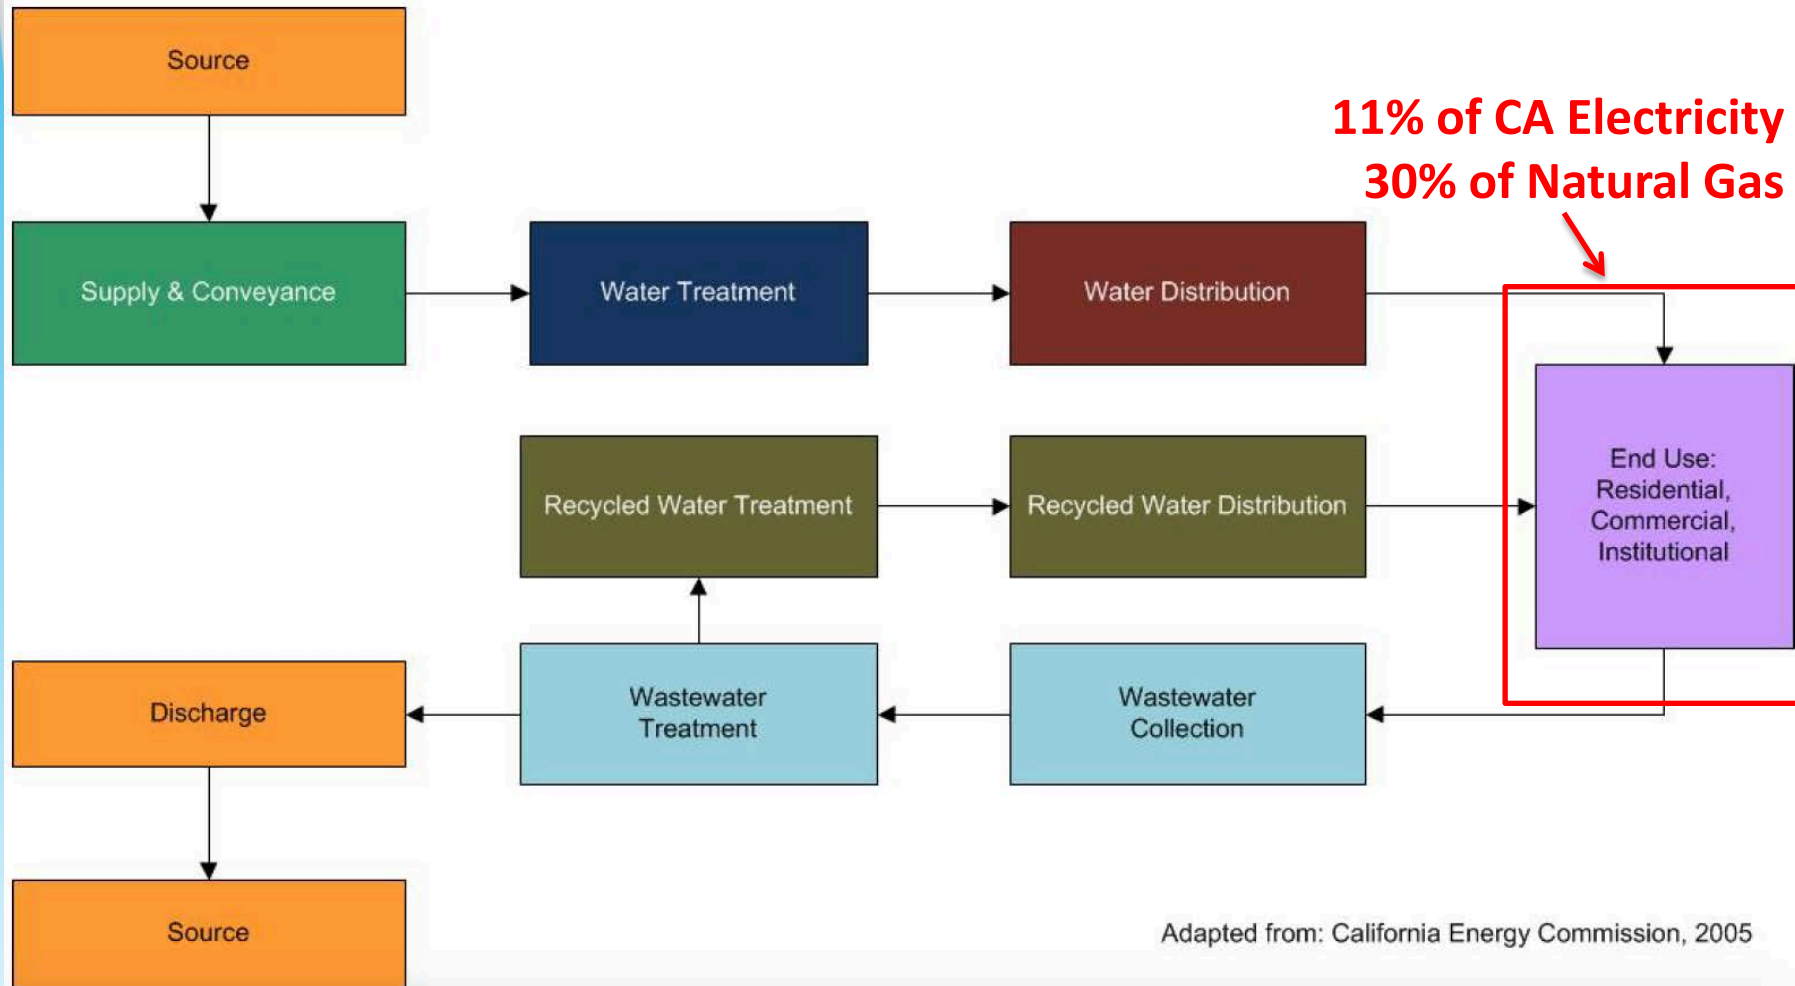 Source
11% of CA Electricity
30% of Natural Gas
Supply & Conveyance
Water Treatment
Water Distribution
End Use:
Residential,
Commercial,
Institutional
Recycled Water Treatment
Recycled Water Distribution
Discharge
Wastewater
Treatment
Wastewater
Collection
Source
Adapted from: California Energy Commission, 2005